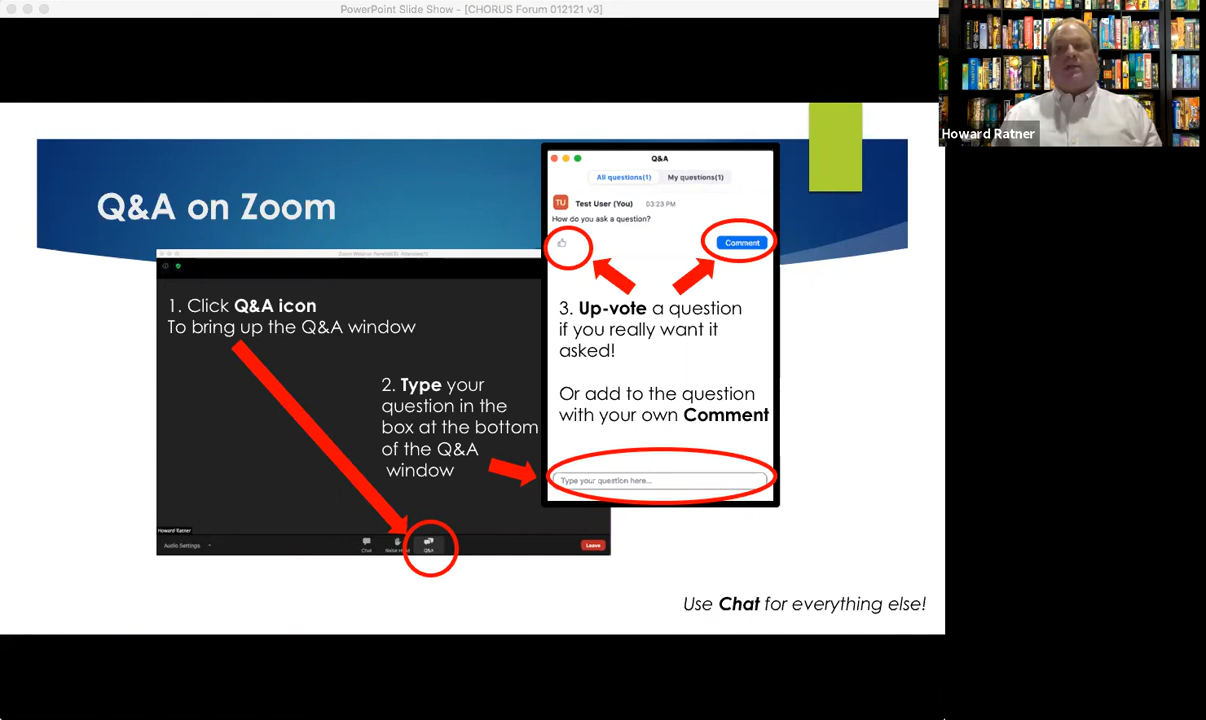 PowerPoint Slide Show - [CHORUS Forum 012121 v3]
Howard Ratner
Q&A on Zoom
Zoom Webinar
1. Click Q&A icon
To bring up the Q&A window
2. Type your
question in the
box at the bottom
of the Q&A
window
Howard Ratner
Audio Settings
Chat
Raise
Q&A
Leave
Q&A
All questions(1)
My questions(1)
TU
Test User (You)
03:23 PM
How do you ask a question?
Comment
3. Up-vote a question
if you really want it
asked!
Or add to the question
with your own Comment
Type your question here...
Use Chat for everything else!